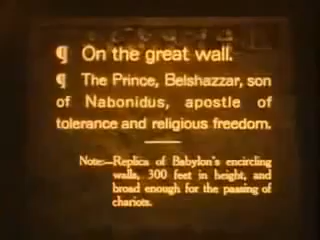 ¶ On the great wall.
¶ The Prince, Belshazzar, son
of Nabonidus, apostle of
tolerance and religious freedom.
Note:—Replica of Babylon's encircling
walls, 300 feet in height, and
broad enough for the passing of
chariots.